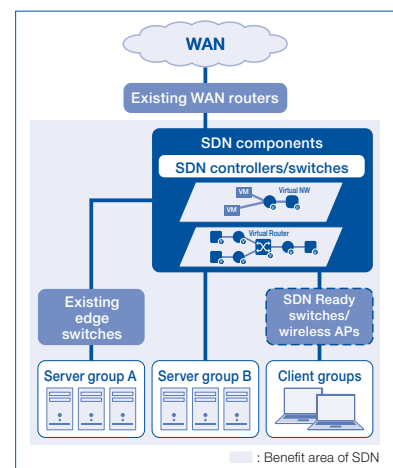 WAN
Existing WAN routers
SDN components
SDN controllers/switches
VM
Virtual NW
VM
Virtual Router
Existing
edge
switches
SDN Ready
switches/
wireless APs
Server group A
Server group B
Client groups
: Benefit area of SDN